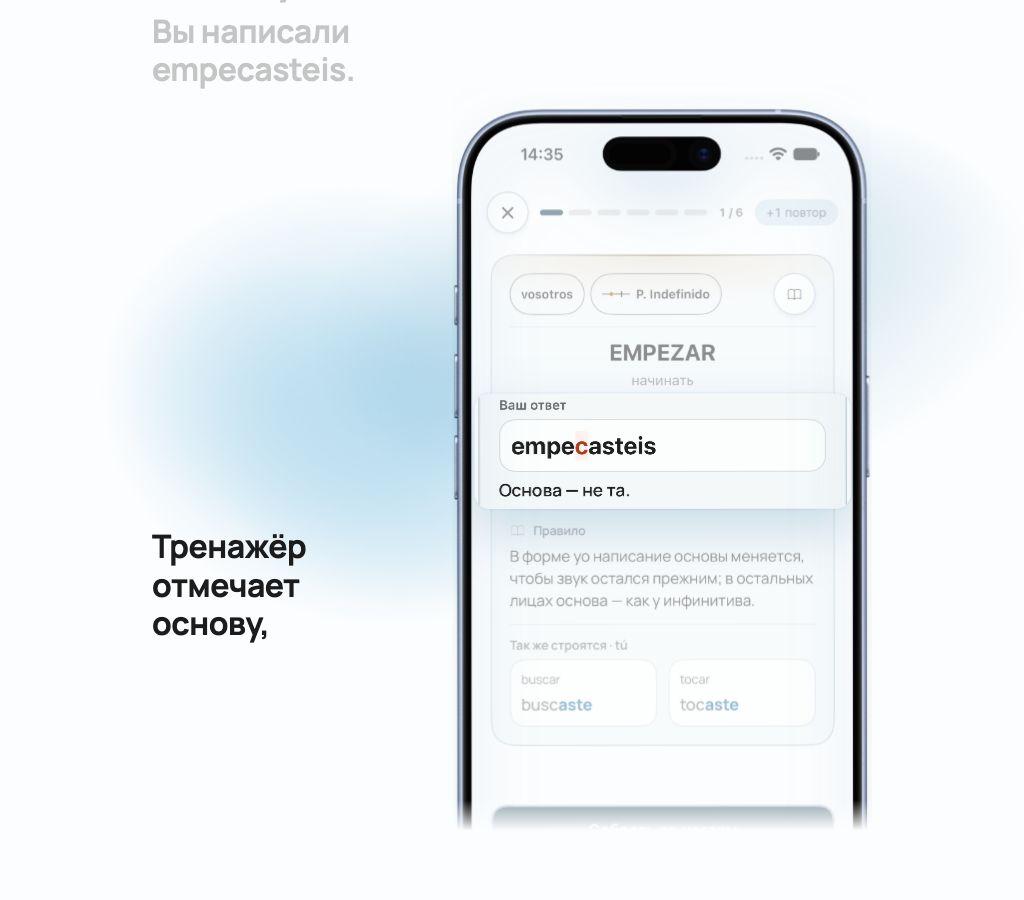 Вы написали
empecasteis.
14:35
1 / 6
+1 повтор
vosotros
P. Indefinido
EMPEZAR
начинать
Ваш ответ
empecasteis
Основа — не та.
Правило
В форме yo написание основы меняется,
чтобы звук остался прежним; в остальных
лицах основа — как у инфинитива.
Так же строятся · tú
buscar
buscaste
tocar
tocaste
Тренажёр
отмечает
основу,